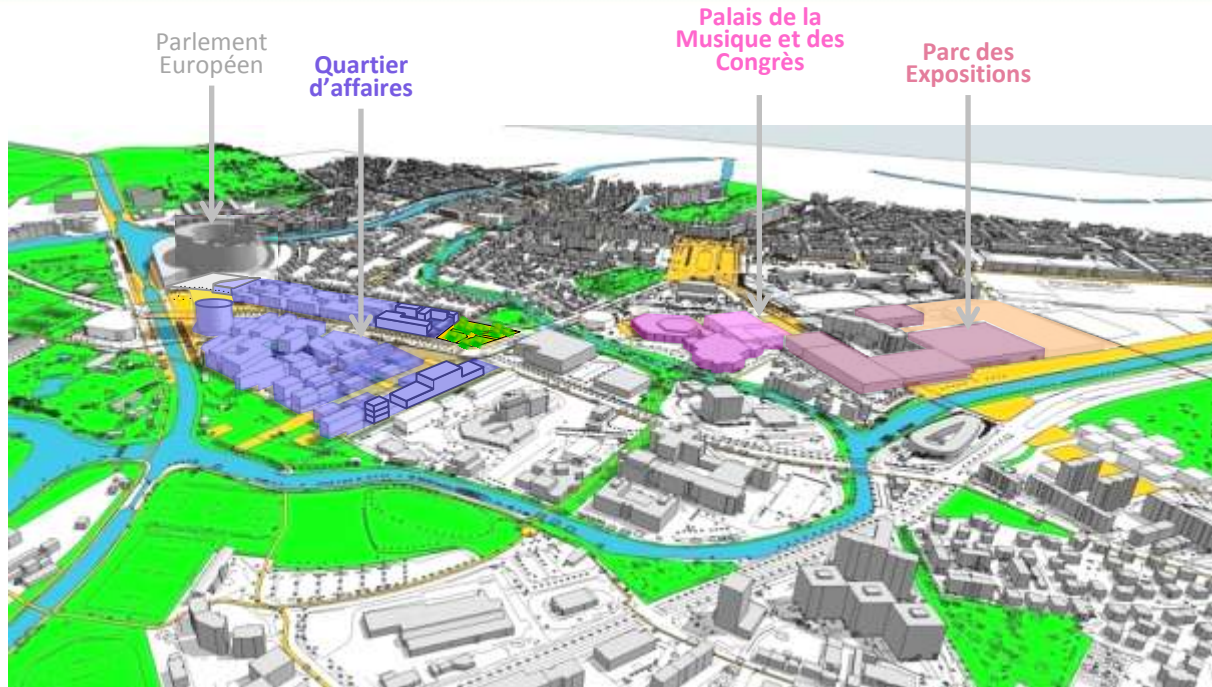 Parlement
Européen
Quartier
d’affaires
Palais de la
Musique et des
Congrès
Parc des
Expositions